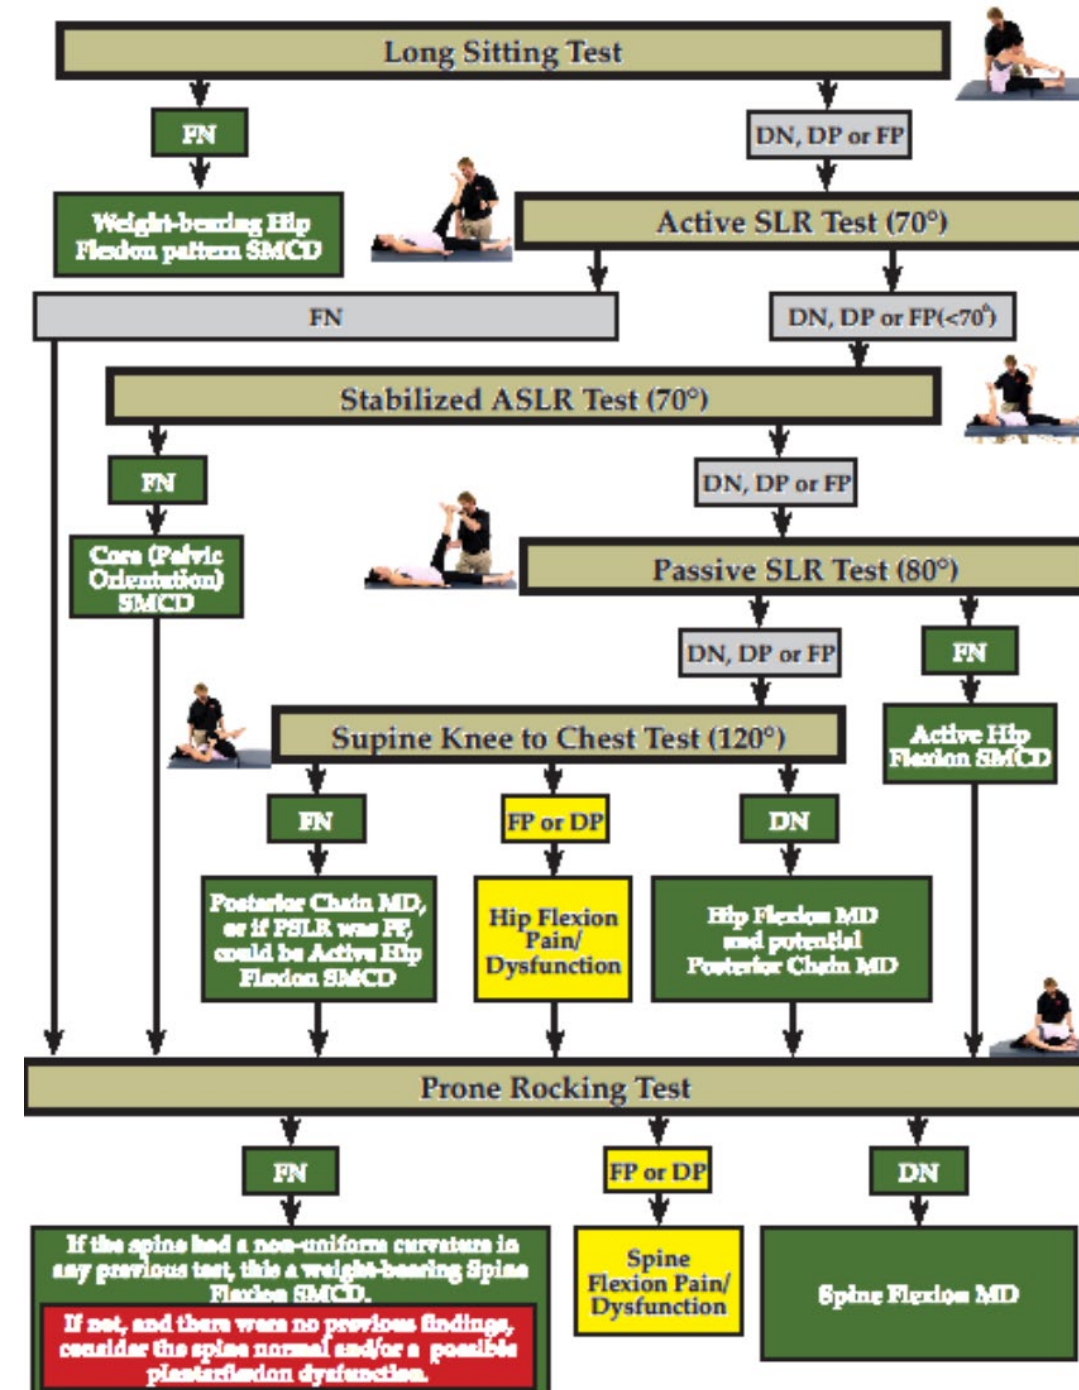 Long Sitting Test
FN
DN, DP or FP
Weight-bearing Hip
Flexion pattern SMCD
Active SLR Test (70°)
FN
DN, DP or FP(<70°)
Stabilized ASLR Test (70°)
FN
DN, DP or FP
Core (Pelvic
Orientation)
SMCD
Passive SLR Test (80°)
DN, DP or FP
FN
Supine Knee to Chest Test (120°)
Active Hip
Flexion SMCD
FN
FP or DP
DN
Posterior Chain MD,
or if PSLR was FP,
could be Active Hip
Flexion SMCD
Hip Flexion
Pain/
Dysfunction
Hip Flexion MD
and potential
Posterior Chain MD
Prone Rocking Test
FN
FP or DP
DN
If the spine had a non-uniform curvature in
any previous test, this a weight-bearing Spine
Flexion SMCD.
If not, and there were no previous findings,
consider the spine normal and/or a possible
plantarflexion dysfunction.
Spine
Flexion Pain/
Dysfunction
Spine Flexion MD